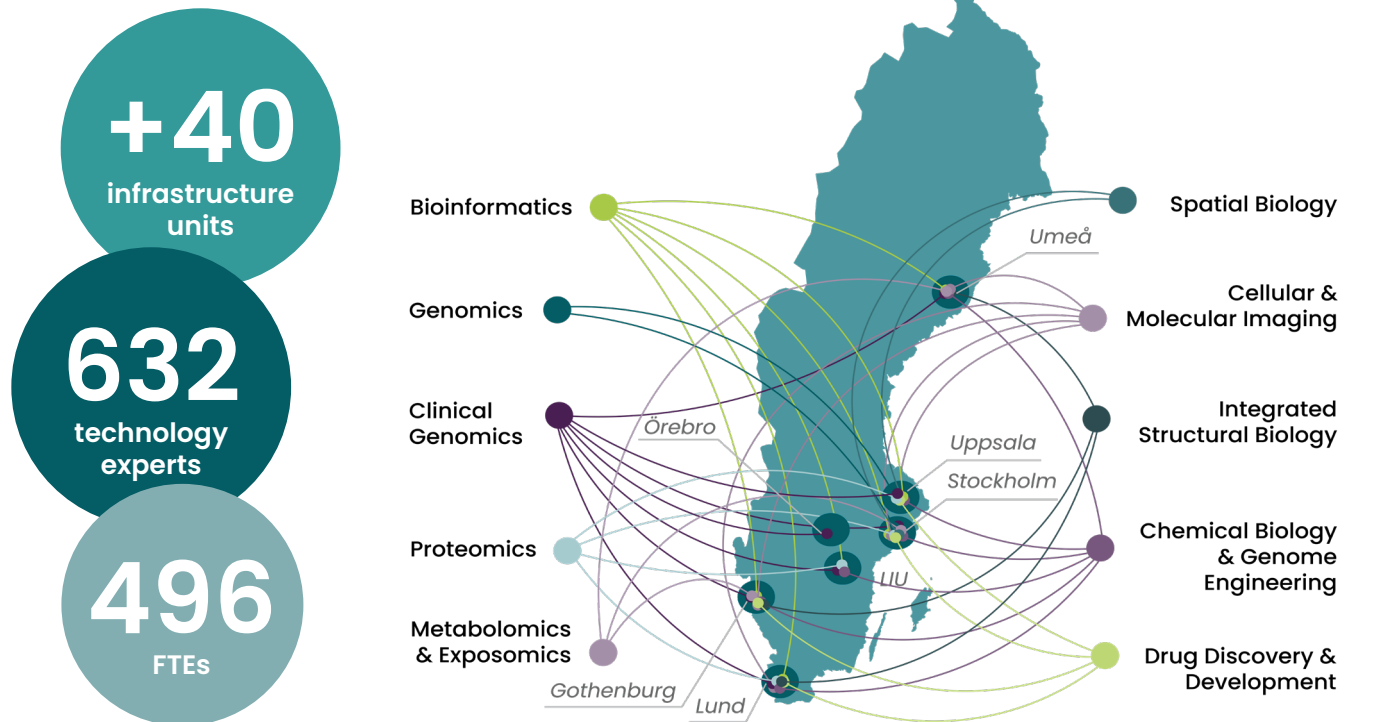 +40
infrastructure
units
632
technology
experts
496
FTEs
Bioinformatics
Genomics
Clinical
Genomics
Proteomics
Metabolomics
& Exposomics
Örebro
Gothenburg
Lund
Umeå
Uppsala
Stockholm
LIU
Spatial Biology
Cellular &
Molecular Imaging
Integrated
Structural Biology
Chemical Biology
& Genome
Engineering
Drug Discovery &
Development